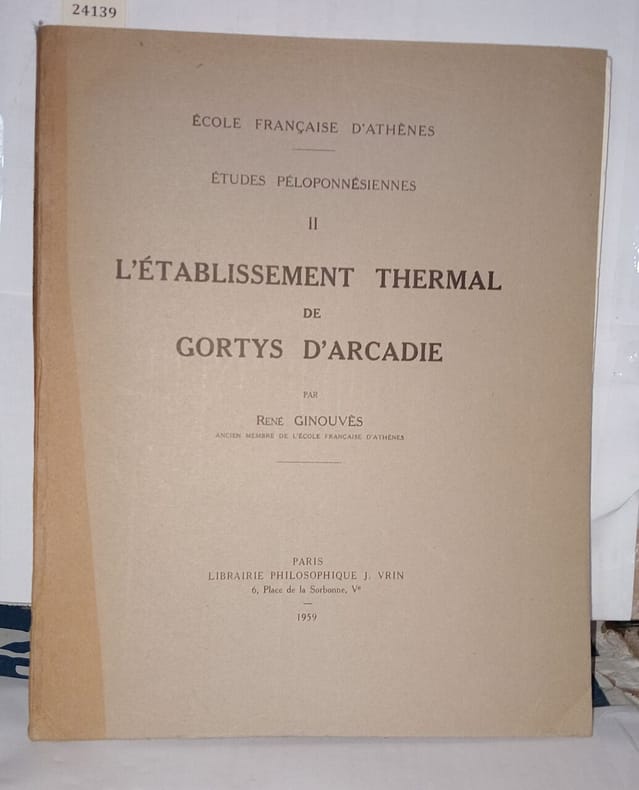 24139
ÉCOLE FRANÇAISE D'ATHÈNES
ÉTUDES PÉLOPONNÉSIENNES
II
L'ÉTABLISSEMENT THERMAL
DE
GORTYS D'ARCADIE
PAR
RENÉ GINOUVÈS
ANCIEN MEMBRE DE L'ÉCOLE FRANÇAISE D'ATHÈNES
PARIS
LIBRAIRIE PHILOSOPHIQUE J. VRIN
6, Place de la Sorbonne, Vᵉ
1959